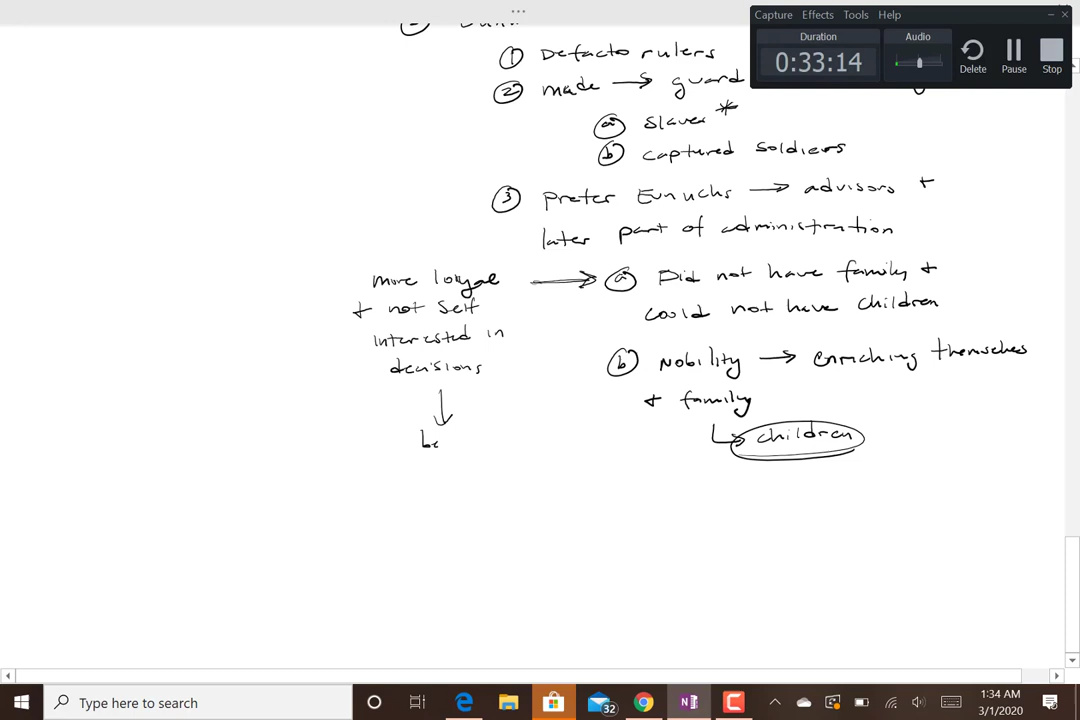 Capture Effects Tools Help
Duration
Audio
0:33:14
Delete
Pause
Stop
① Defacto rulers
② made → guard
ⓐ slaves *
ⓑ captured soldiers
③ prefer Eunuchs → advisors +
later part of administration
more loyal → ⓐ Did not have family +
+ not self could not have children
interested in
decisions ⓑ Nobility → enriching themselves
+ family
↓
be ↳ children
Type here to search
32
1:34 AM
3/1/2020